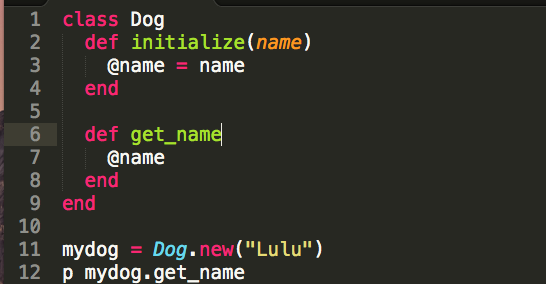 1 class Dog
2   def initialize(name)
3     @name = name
4   end
5
6   def get_name
7     @name
8   end
9 end
10
11 mydog = Dog.new("Lulu")
12 p mydog.get_name